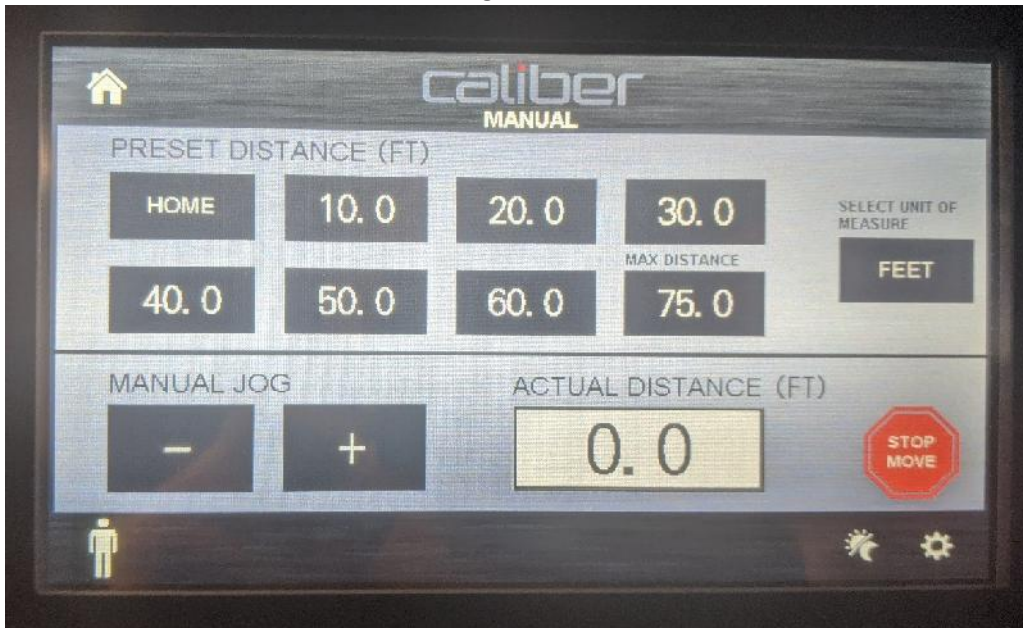 caliber
MANUAL
PRESET DISTANCE (FT)
HOME 10.0 20.0 30.0
SELECT UNIT OF
MEASURE
FEET
MAX DISTANCE
40.0 50.0 60.0 75.0
MANUAL JOG
- +
ACTUAL DISTANCE (FT)
0.0
STOP
MOVE